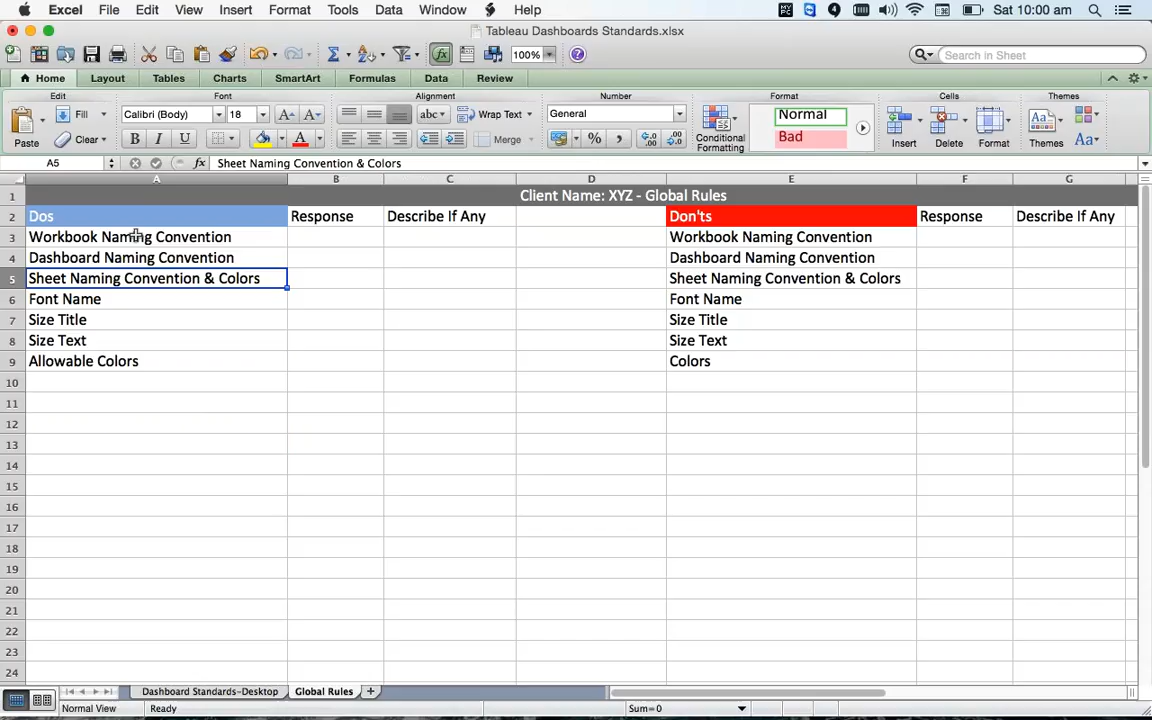 Excel File Edit View Insert Format Tools Data Window Help Sat 10:00 am
Tableau Dashboards Standards.xlsx
100% Search in Sheet
Home Layout Tables Charts SmartArt Formulas Data Review
Edit Font Alignment Number Format Cells Themes
Fill Calibri (Body) 18 A A abc Wrap Text General Normal
Paste Clear B I U A Merge % , Conditional Formatting Bad Insert Delete Format Themes Aa
A5 fx Sheet Naming Convention & Colors
A B C D E F G
1 Client Name: XYZ - Global Rules
2 Dos Response Describe If Any Don'ts Response Describe If Any
3 Workbook Naming Convention Workbook Naming Convention
4 Dashboard Naming Convention Dashboard Naming Convention
5 Sheet Naming Convention & Colors Sheet Naming Convention & Colors
6 Font Name Font Name
7 Size Title Size Title
8 Size Text Size Text
9 Allowable Colors Colors
10
11
12
13
14
15
16
17
18
19
20
21
22
23
24
Dashboard Standards-Desktop Global Rules
Normal View Ready Sum=0